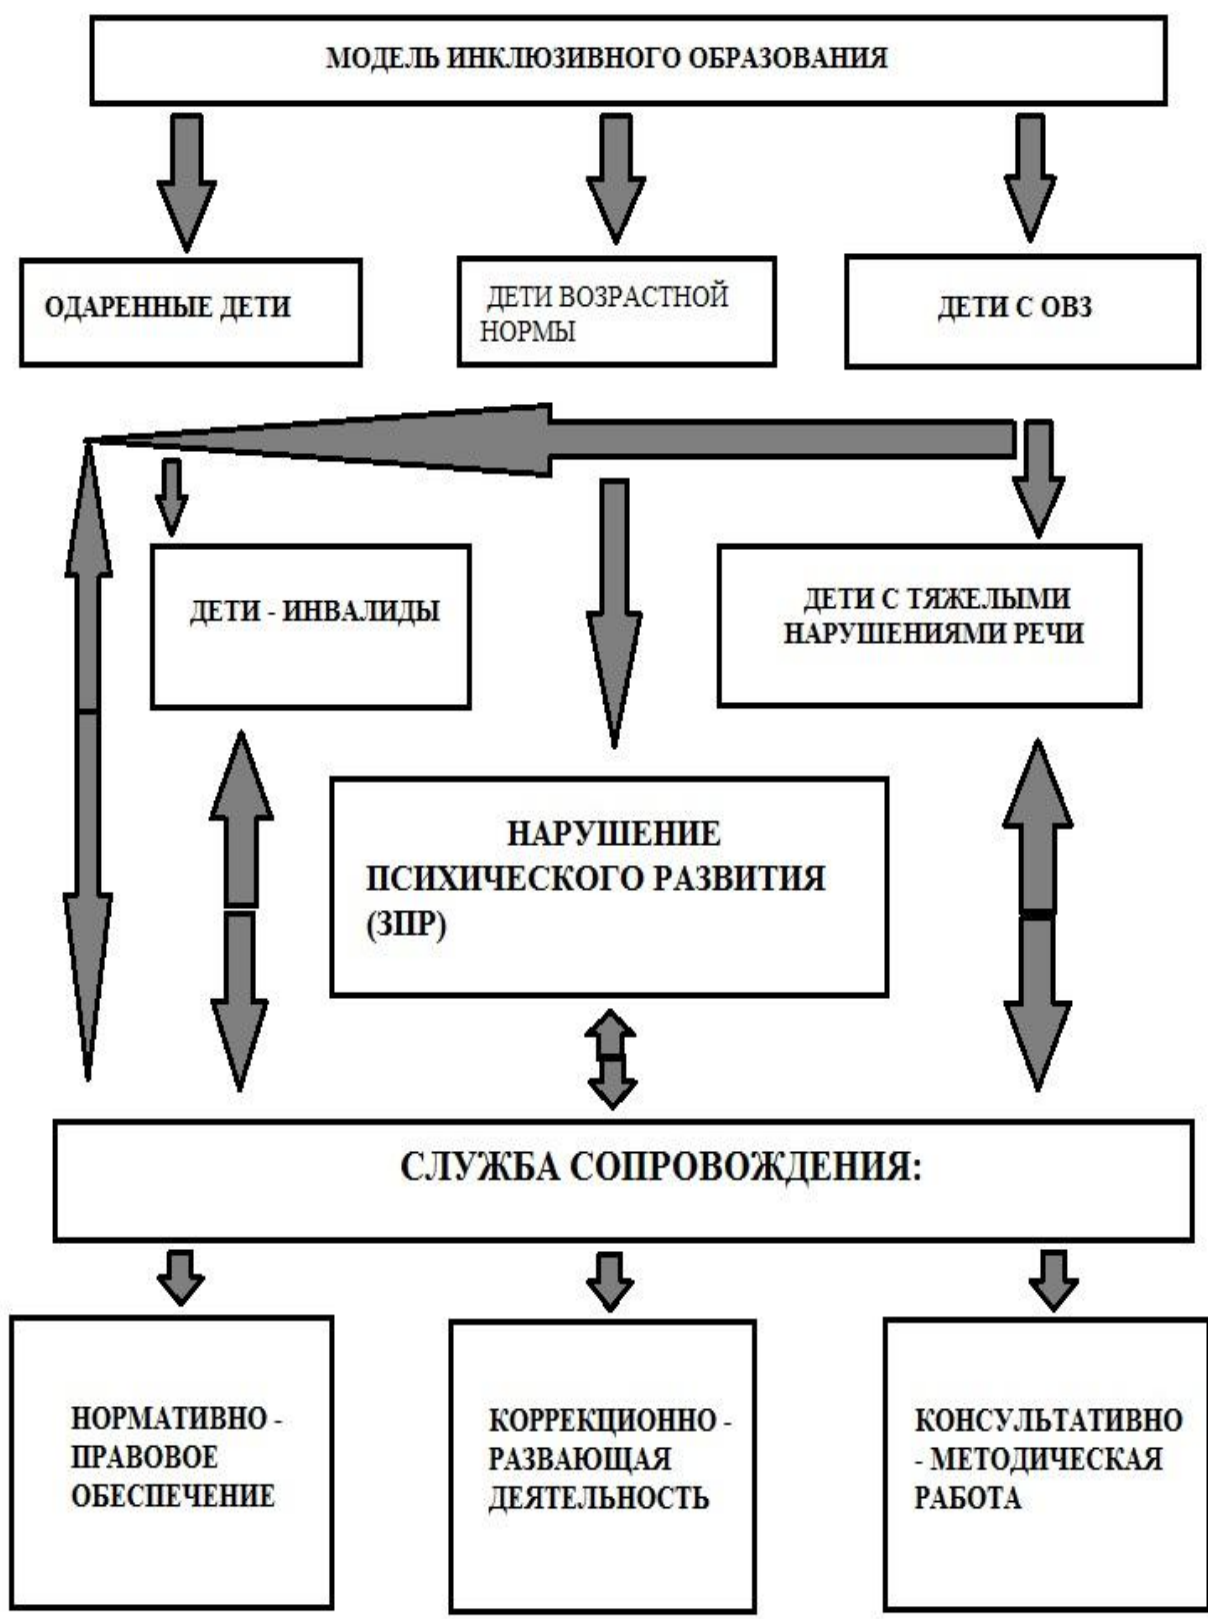 МОДЕЛЬ ИНКЛЮЗИВНОГО ОБРАЗОВАНИЯ
ОДАРЕННЫЕ ДЕТИ
ДЕТИ ВОЗРАСТНОЙ
НОРМЫ
ДЕТИ С ОВЗ
ДЕТИ - ИНВАЛИДЫ
ДЕТИ С ТЯЖЕЛЫМИ
НАРУШЕНИЯМИ РЕЧИ
НАРУШЕНИЕ
ПСИХИЧЕСКОГО РАЗВИТИЯ
(ЗПР)
СЛУЖБА СОПРОВОЖДЕНИЯ:
НОРМАТИВНО -
ПРАВОВОЕ
ОБЕСПЕЧЕНИЕ
КОРРЕКЦИОННО -
РАЗВАЮЩАЯ
ДЕЯТЕЛЬНОСТЬ
КОНСУЛЬТАТИВНО
- МЕТОДИЧЕСКАЯ
РАБОТА